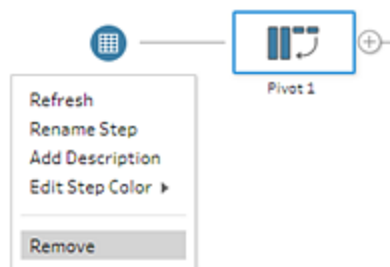 Pivot 1
Refresh
Rename Step
Add Description
Edit Step Color
Remove